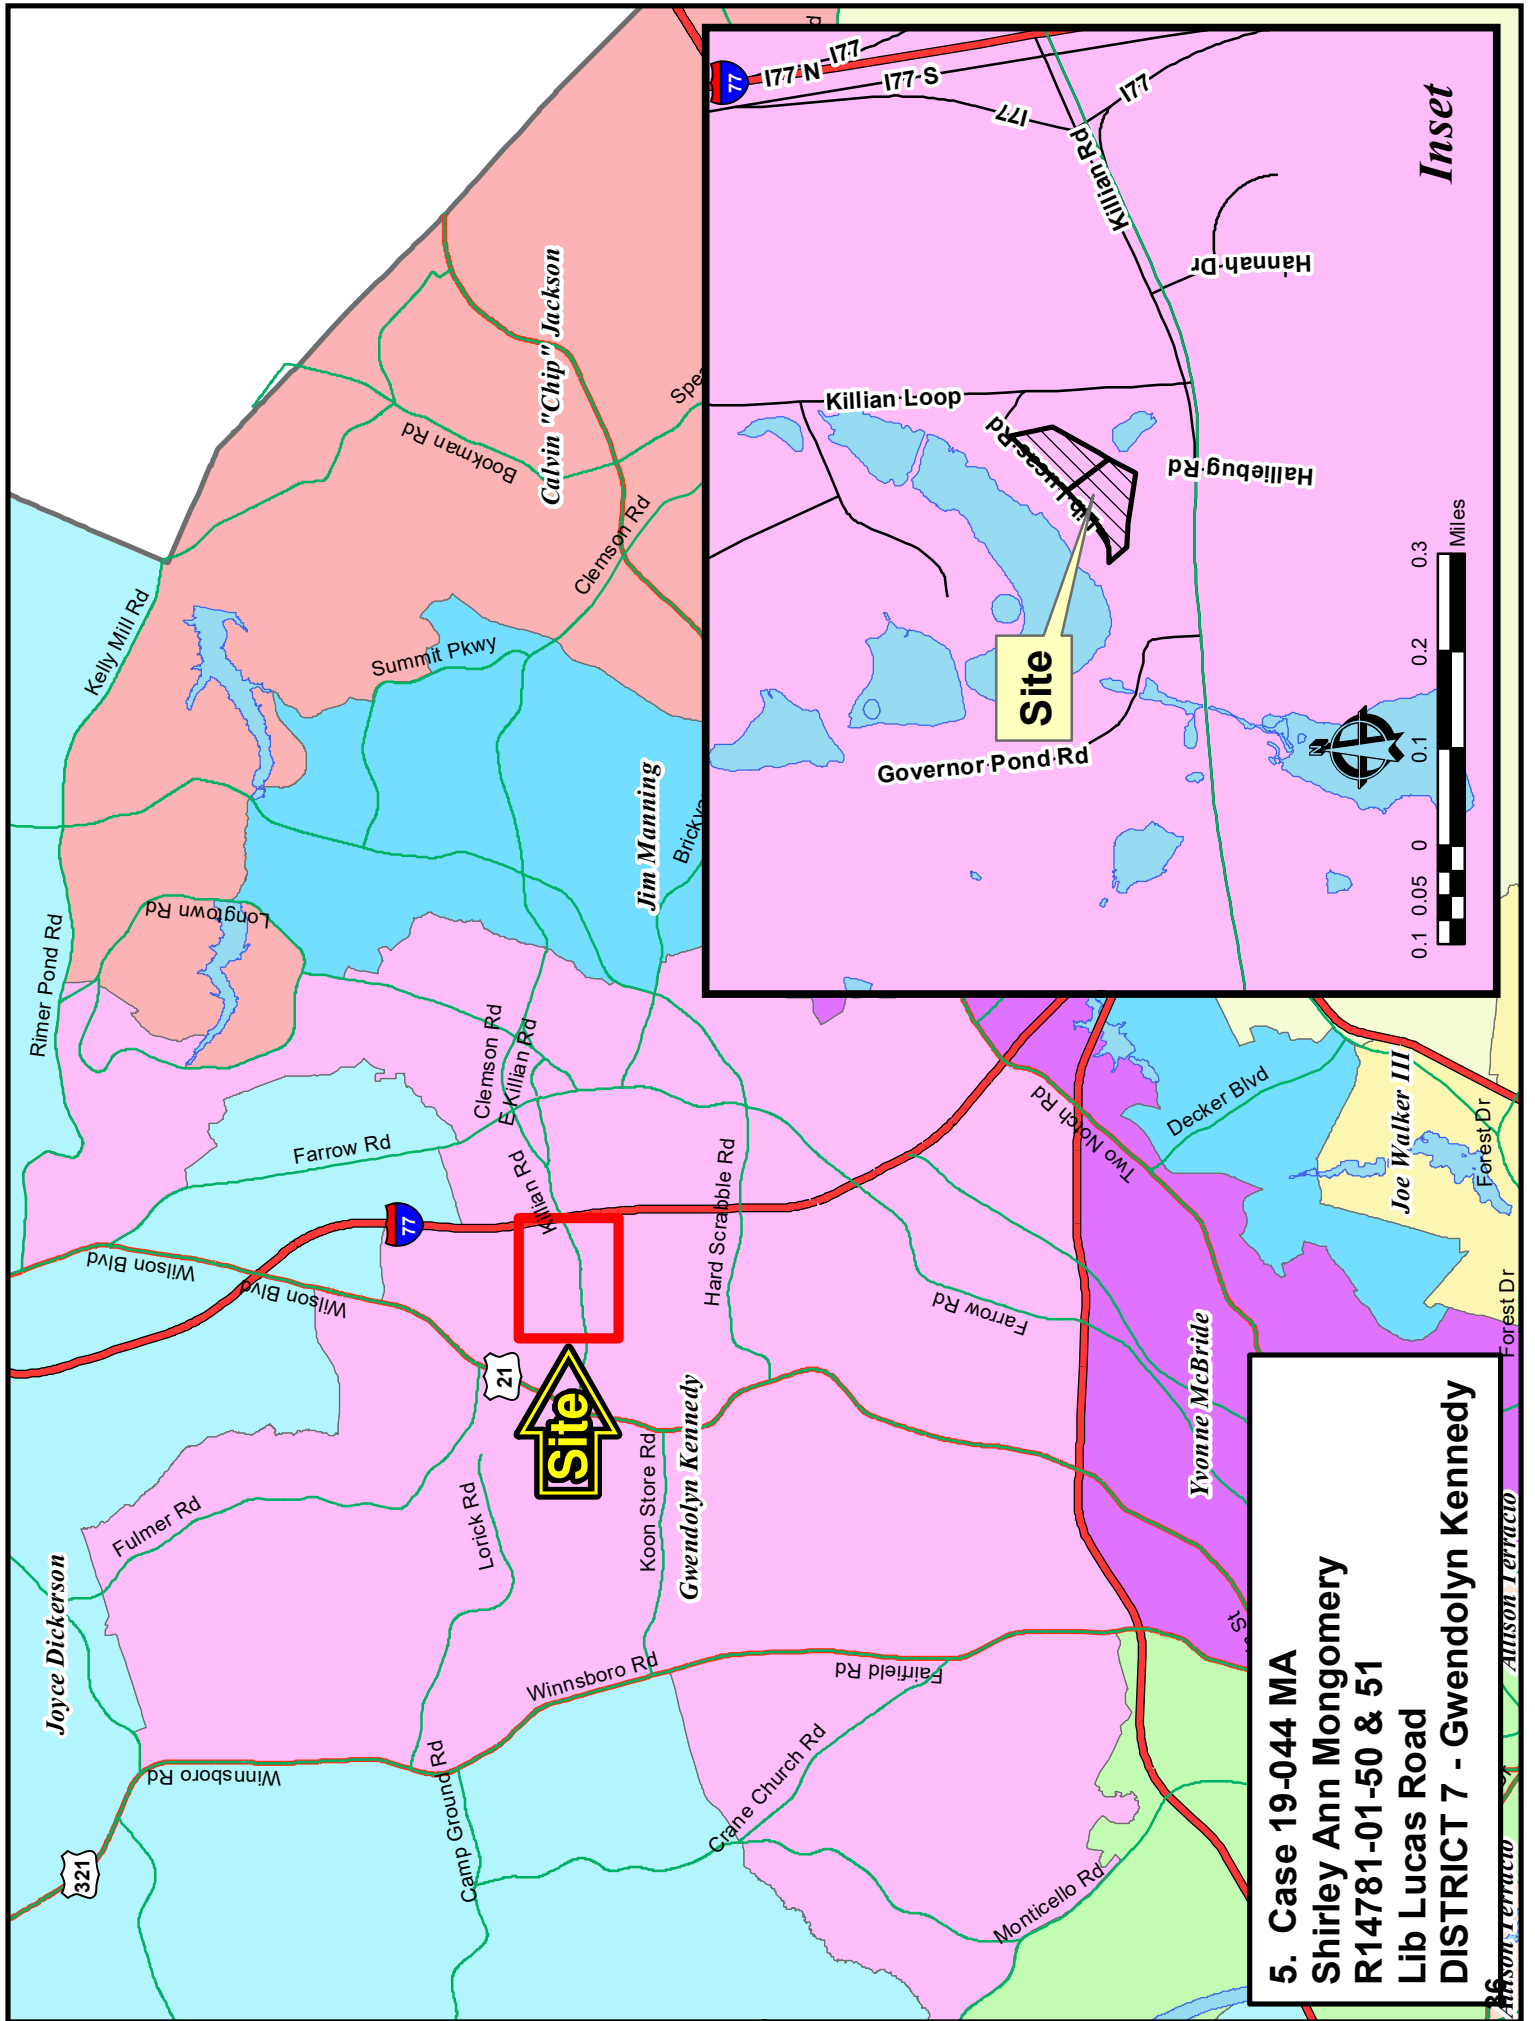 Joyce Dickerson
Rimer Pond Rd
Kelly Mill Rd
Longtown Rd
Bookman Rd
Calvin "Chip" Jackson
Summit Pkwy
Clemson Rd
Jim Manning
Fulmer Rd
Wilson Blvd
Wilson Blvd
Farrow Rd
77
Clemson Rd
E Killian Rd
Killian Rd
321
Winnsboro Rd
Camp Ground Rd
Lorick Rd
21
Site
Winnsboro Rd
Koon Store Rd
Gwendolyn Kennedy
Hard Scrabble Rd
Fairfield Rd
Crane Church Rd
Farrow Rd
Two Notch Rd
Decker Blvd
Monticello Rd
Yvonne McBride
Joe Walker III
Forest Dr
Forest Dr
St
Allison Terracio
Allison Terracio
36
77
I77 N
I77
I77 S
I77
I77
Killian Loop
Lib Lucas Rd
Killian Rd
Site
Governor Pond Rd
Halliebug Rd
Hannah Dr
Inset
N
0.1 0.05 0 0.1 0.2 0.3
Miles
5. Case 19-044 MA
Shirley Ann Mongomery
R14781-01-50 & 51
Lib Lucas Road
DISTRICT 7 - Gwendolyn Kennedy